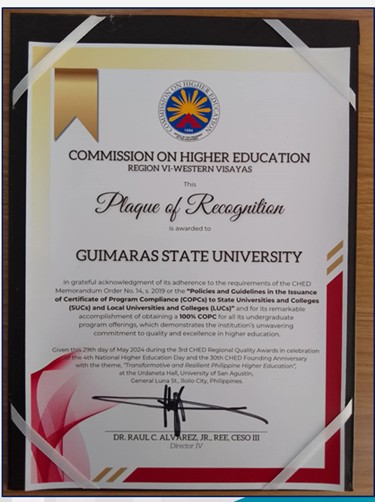 COMMISSION ON HIGHER EDUCATION
1994
COMMISSION ON HIGHER EDUCATION
REGION VI-WESTERN VISAYAS
This
Plaque of Recognition
is awarded to
GUIMARAS STATE UNIVERSITY
In grateful acknowledgment of its adherence to the requirements of the CHED
Memorandum Order No. 14, s. 2019 or the "Policies and Guidelines in the Issuance
of Certificate of Program Compliance (COPCs) to State Universities and Colleges
(SUCs) and Local Universities and Colleges (LUCs)" and for its remarkable
accomplishment of obtaining a 100% COPC for all its undergraduate
program offerings, which demonstrates the institution's unwavering
commitment to quality and excellence in higher education.
Given this 29th day of May 2024 during the 3rd CHED Regional Quality Awards in celebration
the 4th National Higher Education Day and the 30th CHED Founding Anniversary
with the theme, "Transformative and Resilient Philippine Higher Education",
at the Urdaneta Hall, University of San Agustin,
General Luna St., Iloilo City, Philippines.
DR. RAUL C. ALVAREZ, JR., REE, CESO III
Director IV